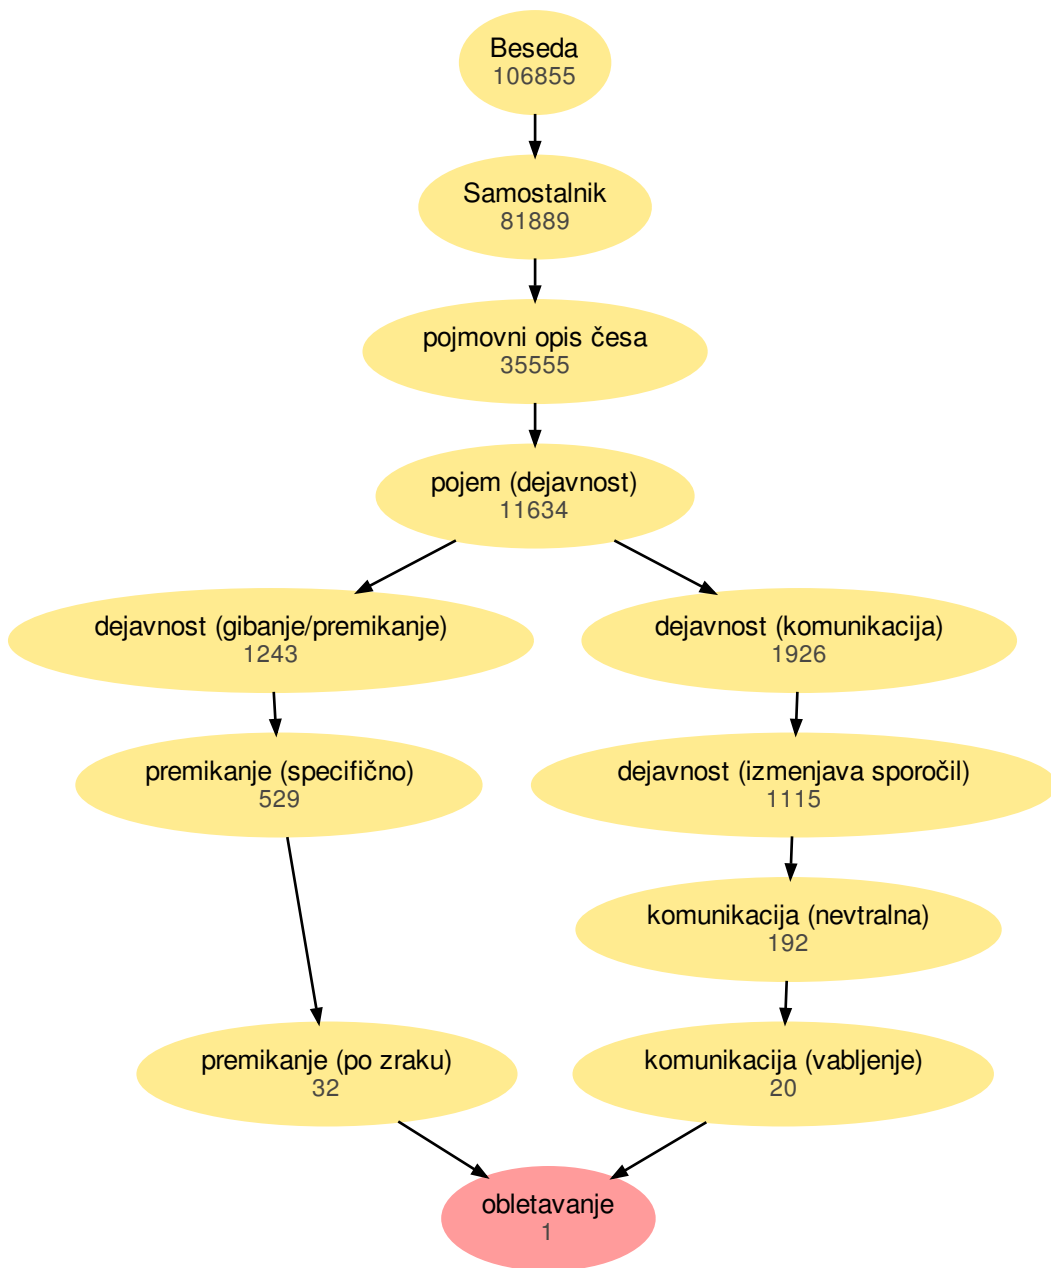 Beseda
106855
Samostalnik
81889
pojmovni opis česa
35555
pojem (dejavnost)
11634
dejavnost (gibanje/premikanje)
1243
dejavnost (komunikacija)
1926
premikanje (specifično)
529
dejavnost (izmenjava sporočil)
1115
komunikacija (nevtralna)
192
premikanje (po zraku)
32
komunikacija (vabljenje)
20
obletavanje
1